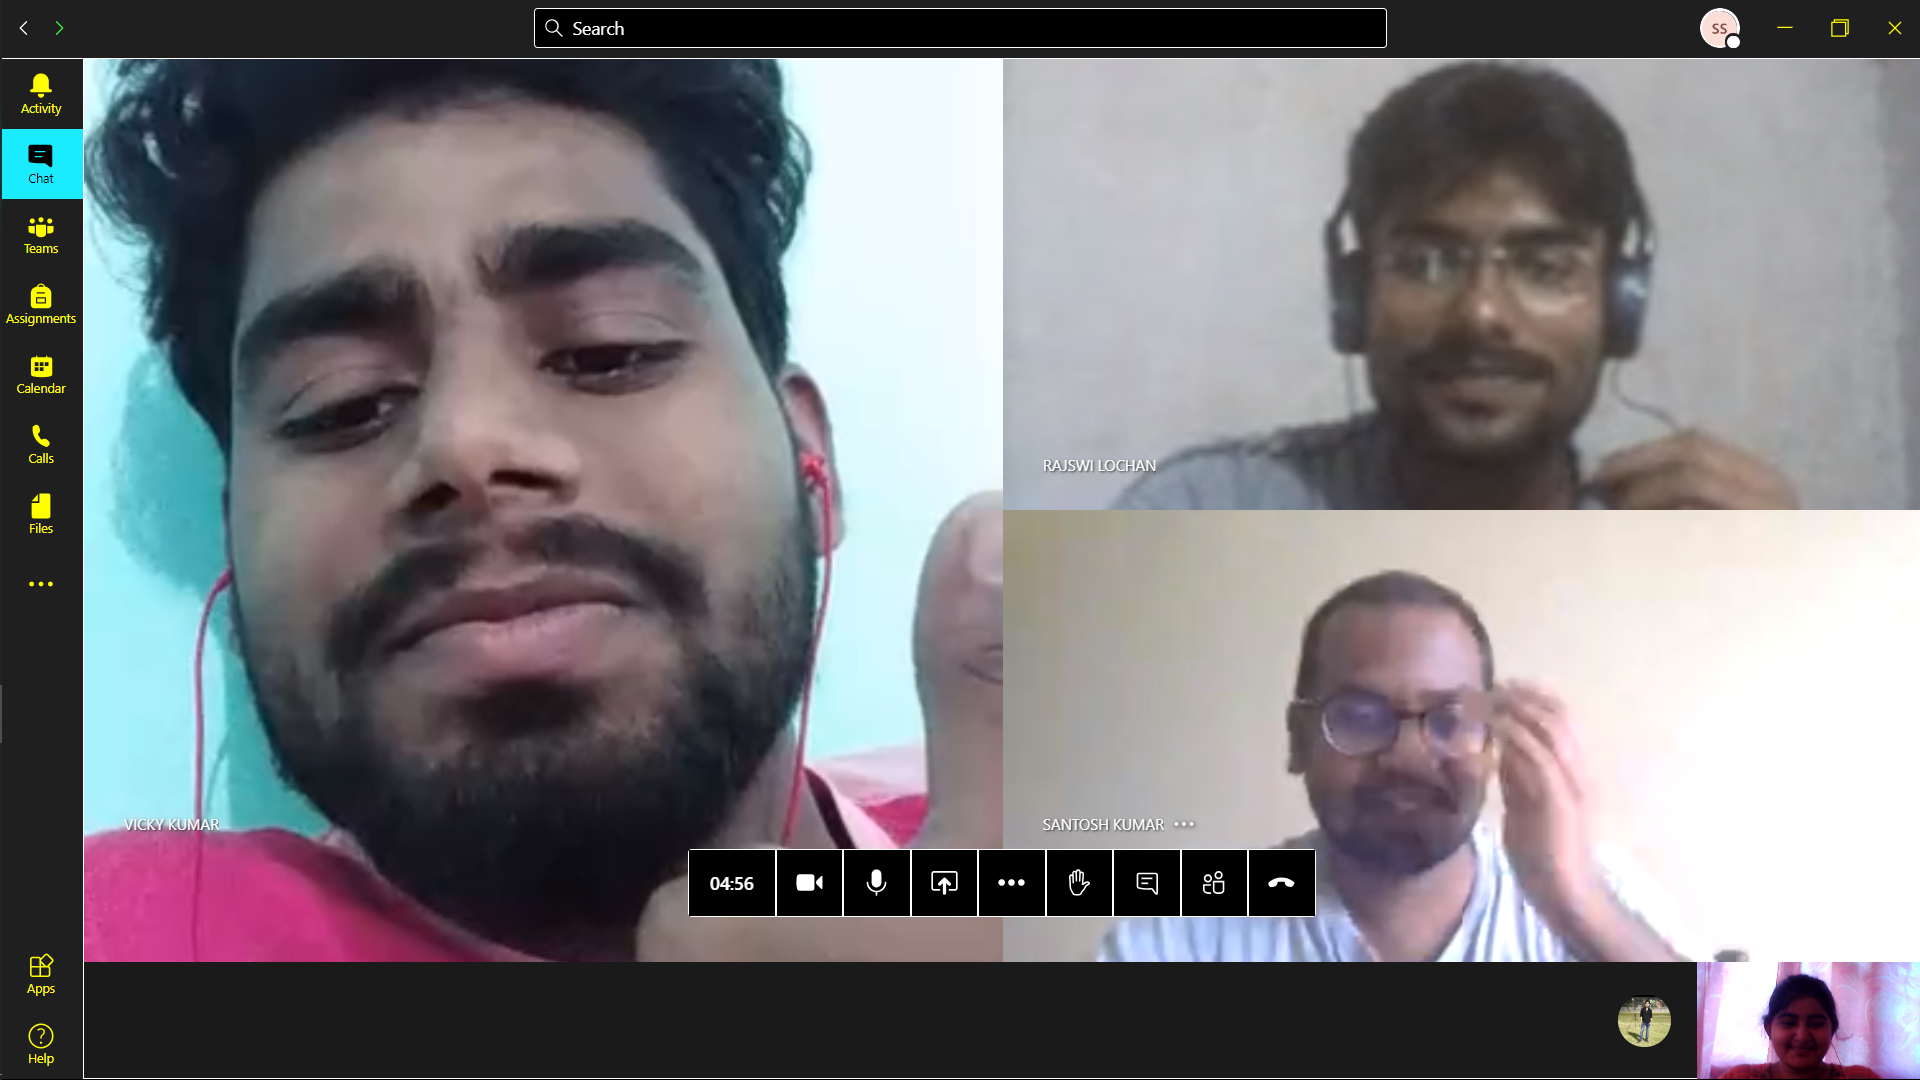 Search
SS
Activity
Chat
Teams
Assignments
Calendar
Calls
Files
RAJSWI LOCHAN
VICKY KUMAR
SANTOSH KUMAR
04:56
Apps
Help